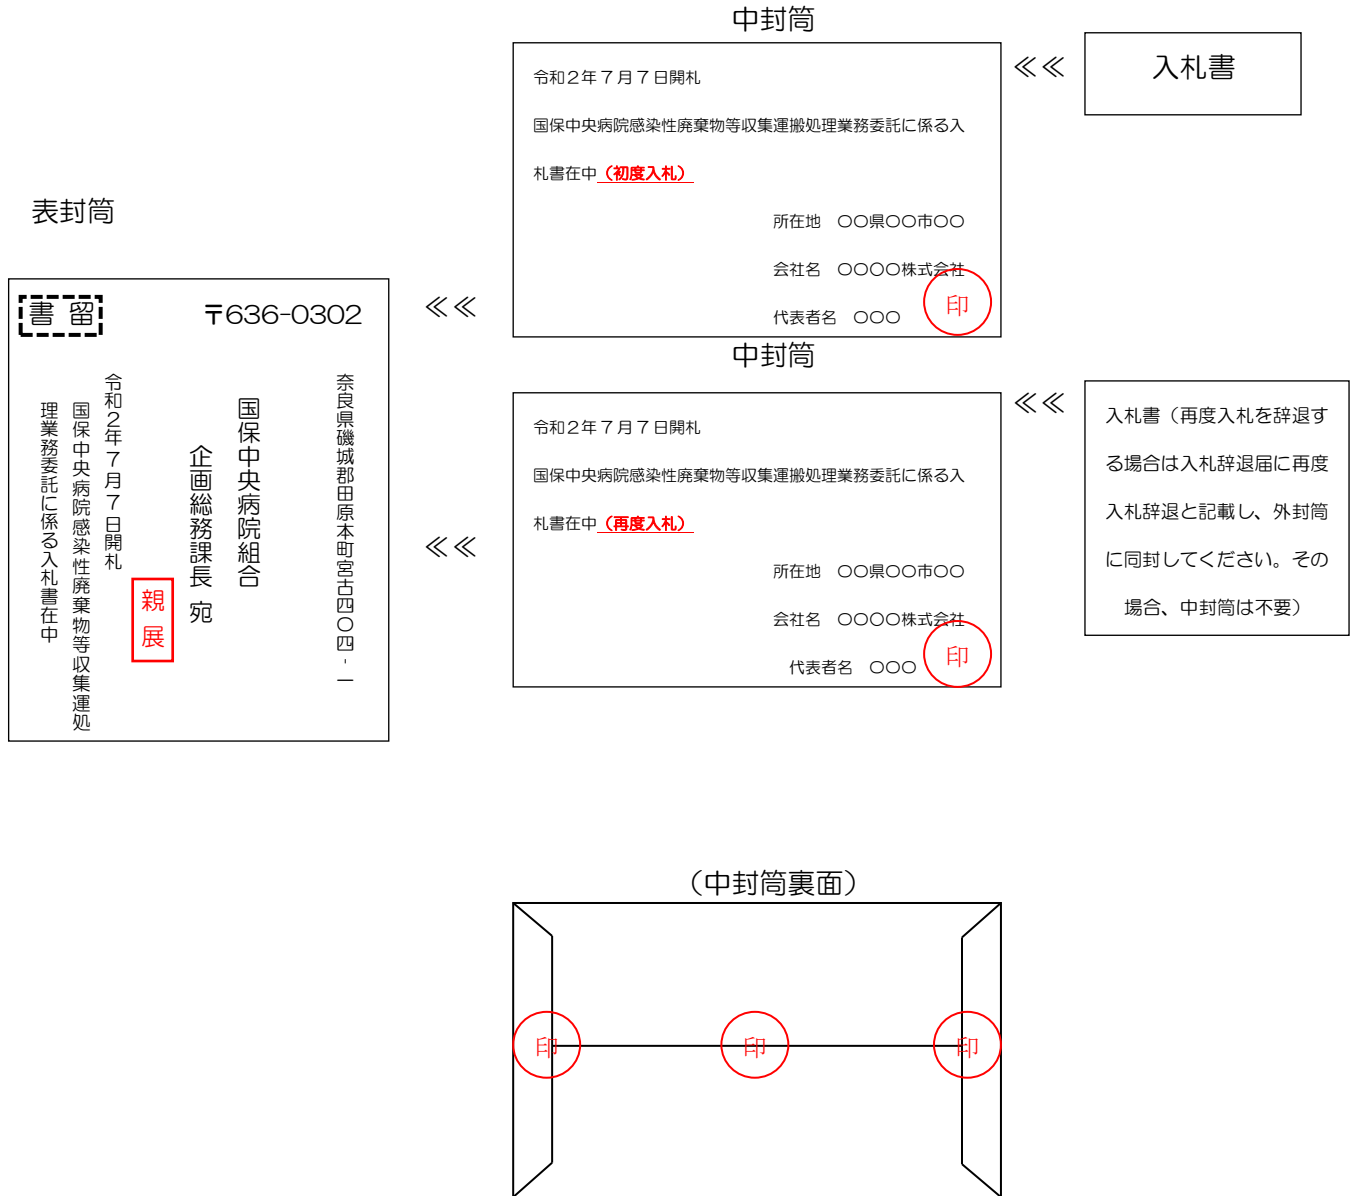 中封筒
令和2年7月7日開札
国保中央病院感染性廃棄物等収集運搬処理業務委託に係る入
札書在中（初度入札）
所在地　〇〇県〇〇市〇〇
会社名　〇〇〇〇株式会社
代表者名　〇〇〇
印
≪≪
入札書
表封筒
書留
〒636-0302
奈良県磯城郡田原本町宮古四〇四-一
国保中央病院組合
企画総務課長 宛
親展
令和2年7月7日開札
国保中央病院感染性廃棄物等収集運処
理業務委託に係る入札書在中
≪≪
≪≪
中封筒
令和2年7月7日開札
国保中央病院感染性廃棄物等収集運搬処理業務委託に係る入
札書在中（再度入札）
所在地　〇〇県〇〇市〇〇
会社名　〇〇〇〇株式会社
代表者名　〇〇〇
印
≪≪
入札書（再度入札を辞退す
る場合は入札辞退届に再度
入札辞退と記載し、外封筒
に同封してください。その
場合、中封筒は不要）
（中封筒裏面）
印
印
印